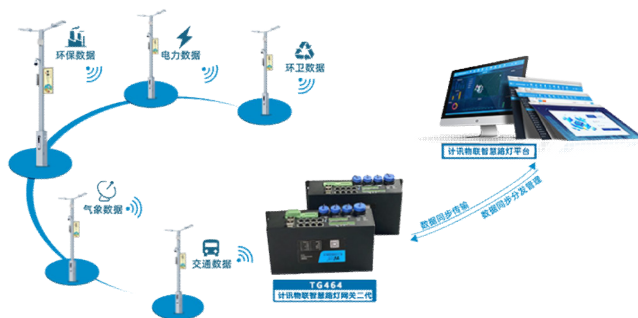 环保数据
电力数据
环卫数据
计讯物联智慧路灯平台
气象数据
交通数据
数据同步传输
数据同步分发管理
TG464
计讯物联智慧路灯网关二代